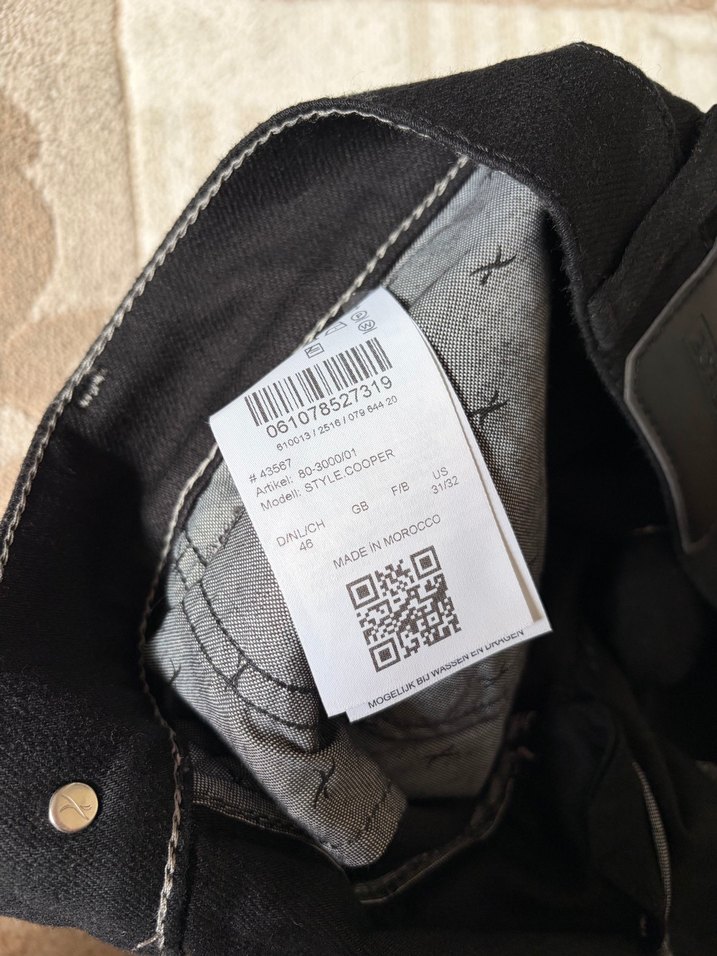 061078527319
610013 / 2516 / 079 644 20
# 43567
Artikel: 80-3000/01
Modell: STYLE.COOPER
D/NL/CH GB F/B US
46 31/32
MADE IN MOROCCO
MOGELIJK BIJ WASSEN EN DRAGEN